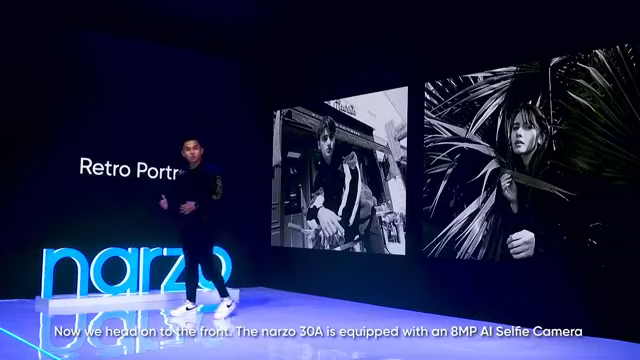 Retro Portr
narzo
Now we head on to the front. The narzo 30A is equipped with an 8MP AI Selfie Camera